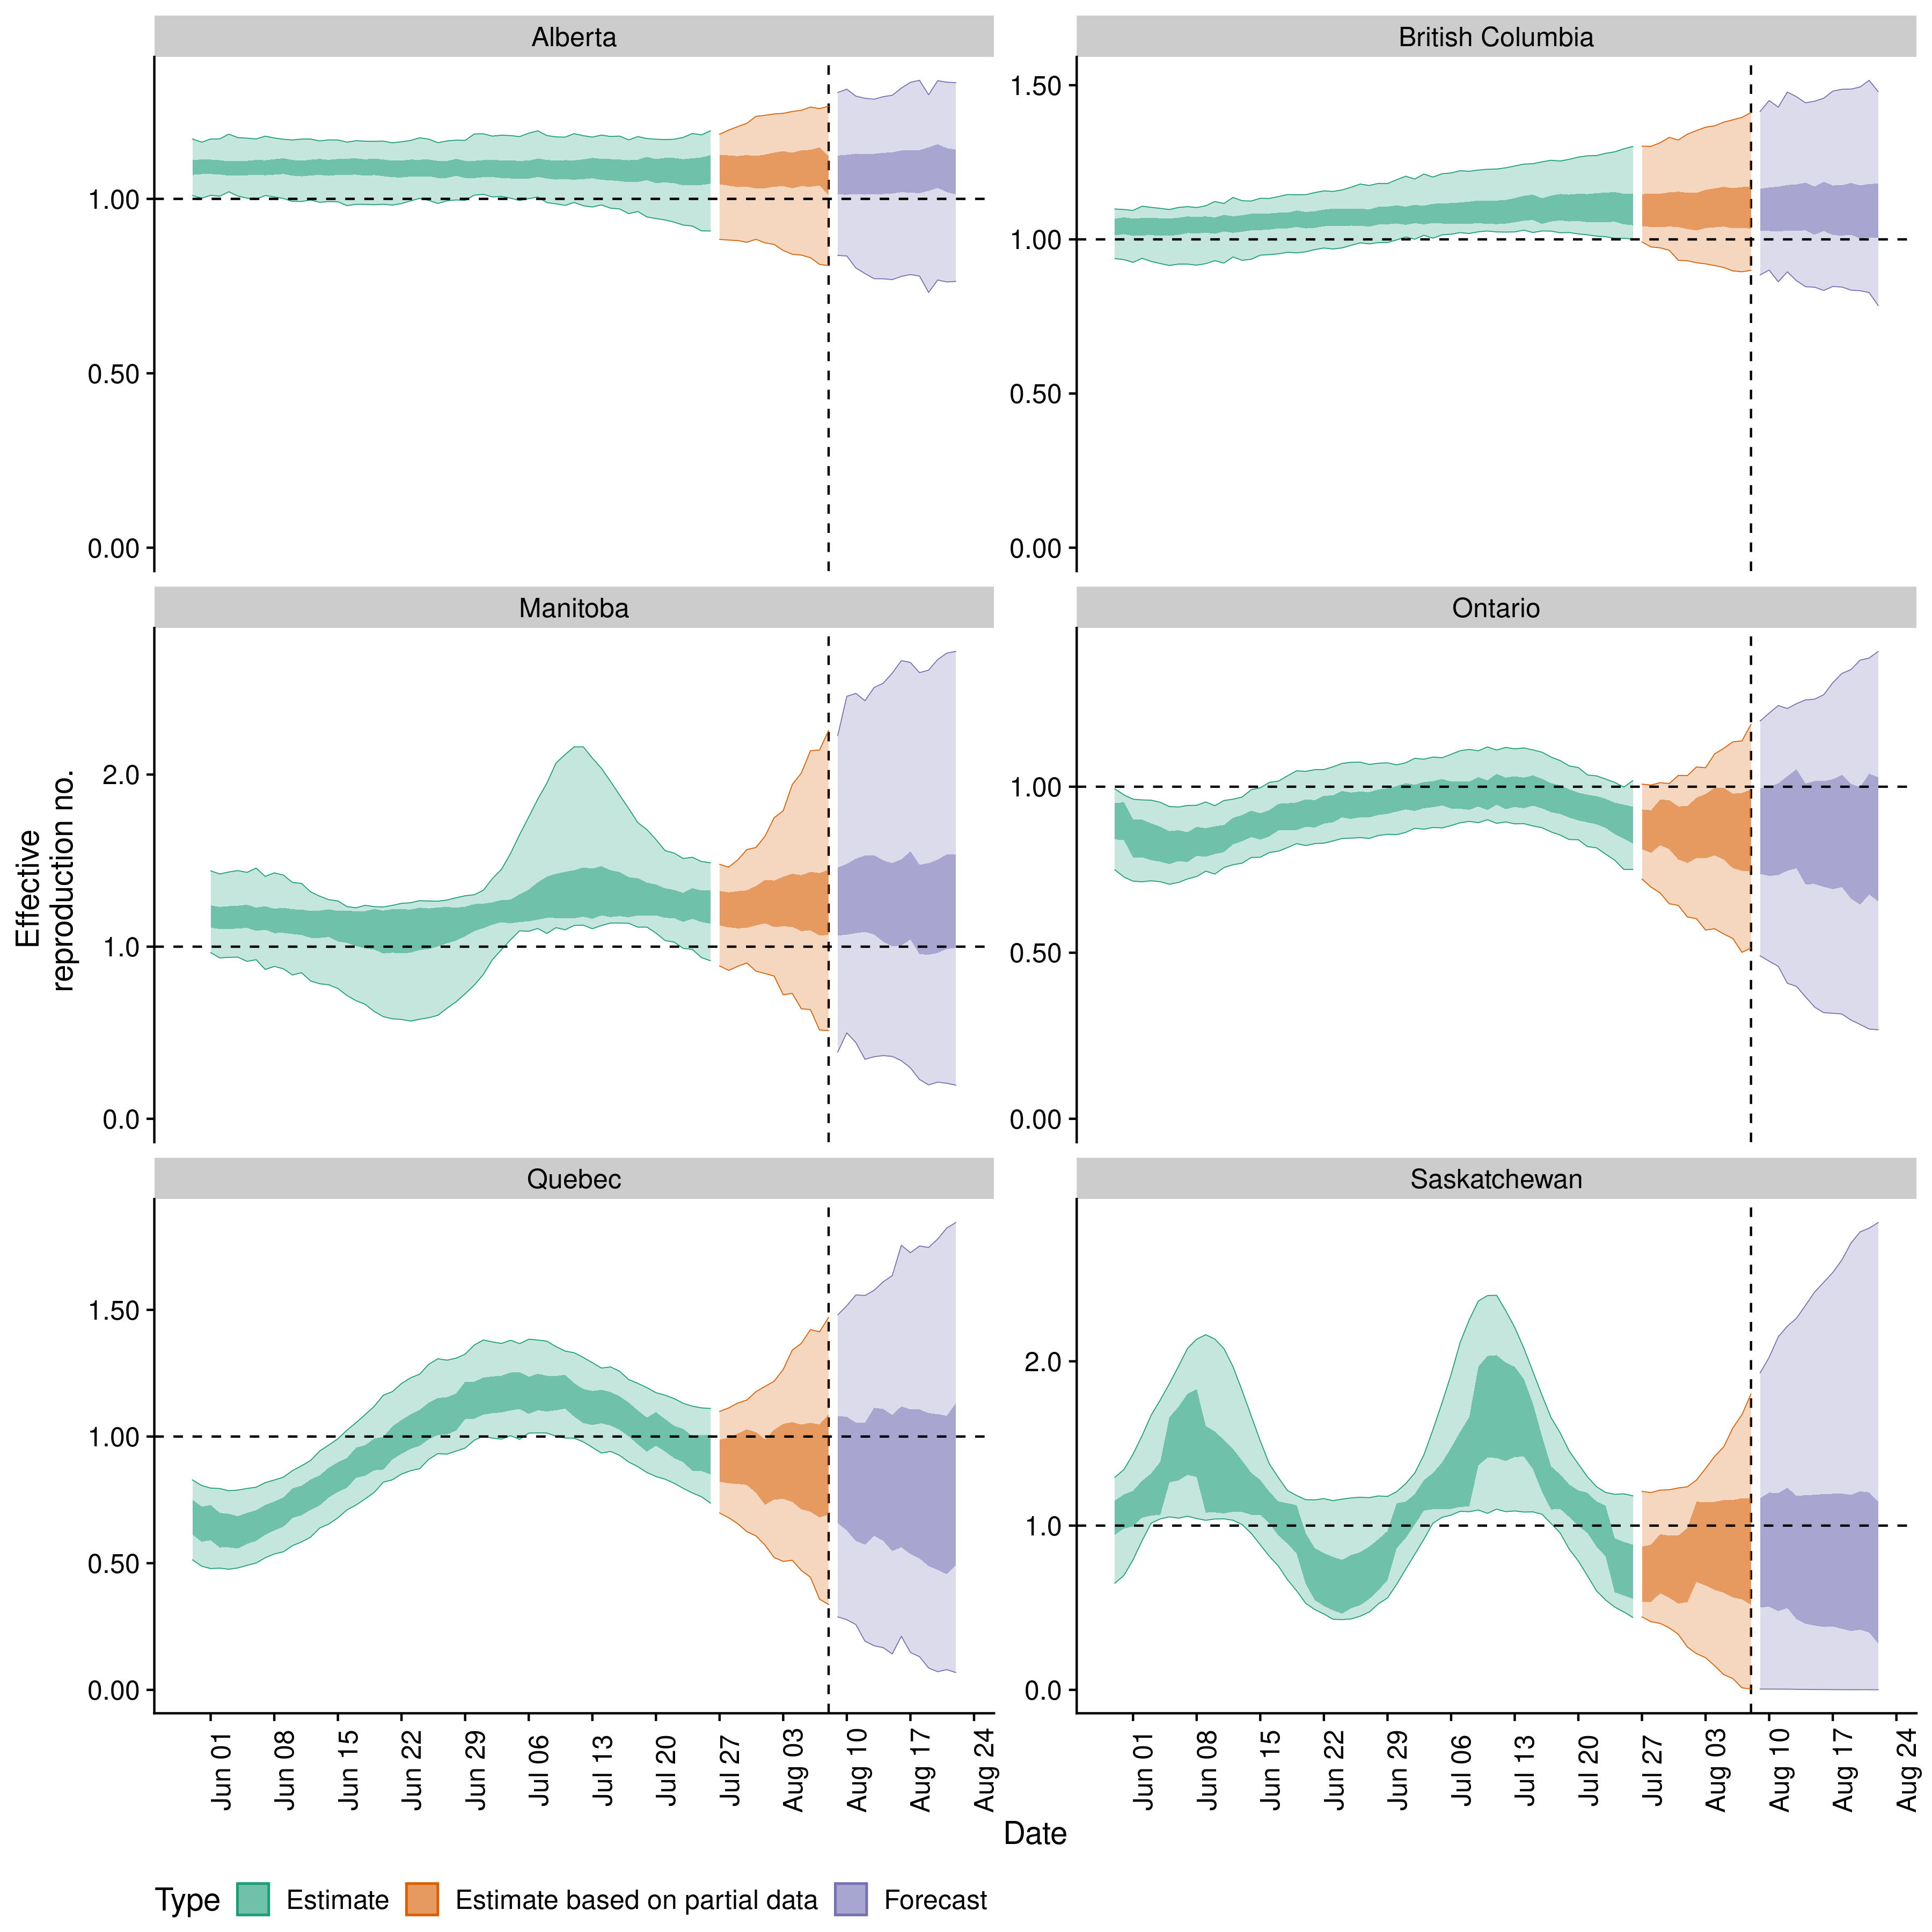 Alberta
British Columbia
1.00
0.50
0.00
1.50
1.00
0.50
0.00
Manitoba
Ontario
2.0
1.0
0.0
1.00
0.50
0.00
Effective
reproduction no.
Quebec
Saskatchewan
1.50
1.00
0.50
0.00
2.0
1.0
0.0
Jun 01 Jun 08 Jun 15 Jun 22 Jun 29 Jul 06 Jul 13 Jul 20 Jul 27 Aug 03 Aug 10 Aug 17 Aug 24
Jun 01 Jun 08 Jun 15 Jun 22 Jun 29 Jul 06 Jul 13 Jul 20 Jul 27 Aug 03 Aug 10 Aug 17 Aug 24
Date
Type Estimate Estimate based on partial data Forecast